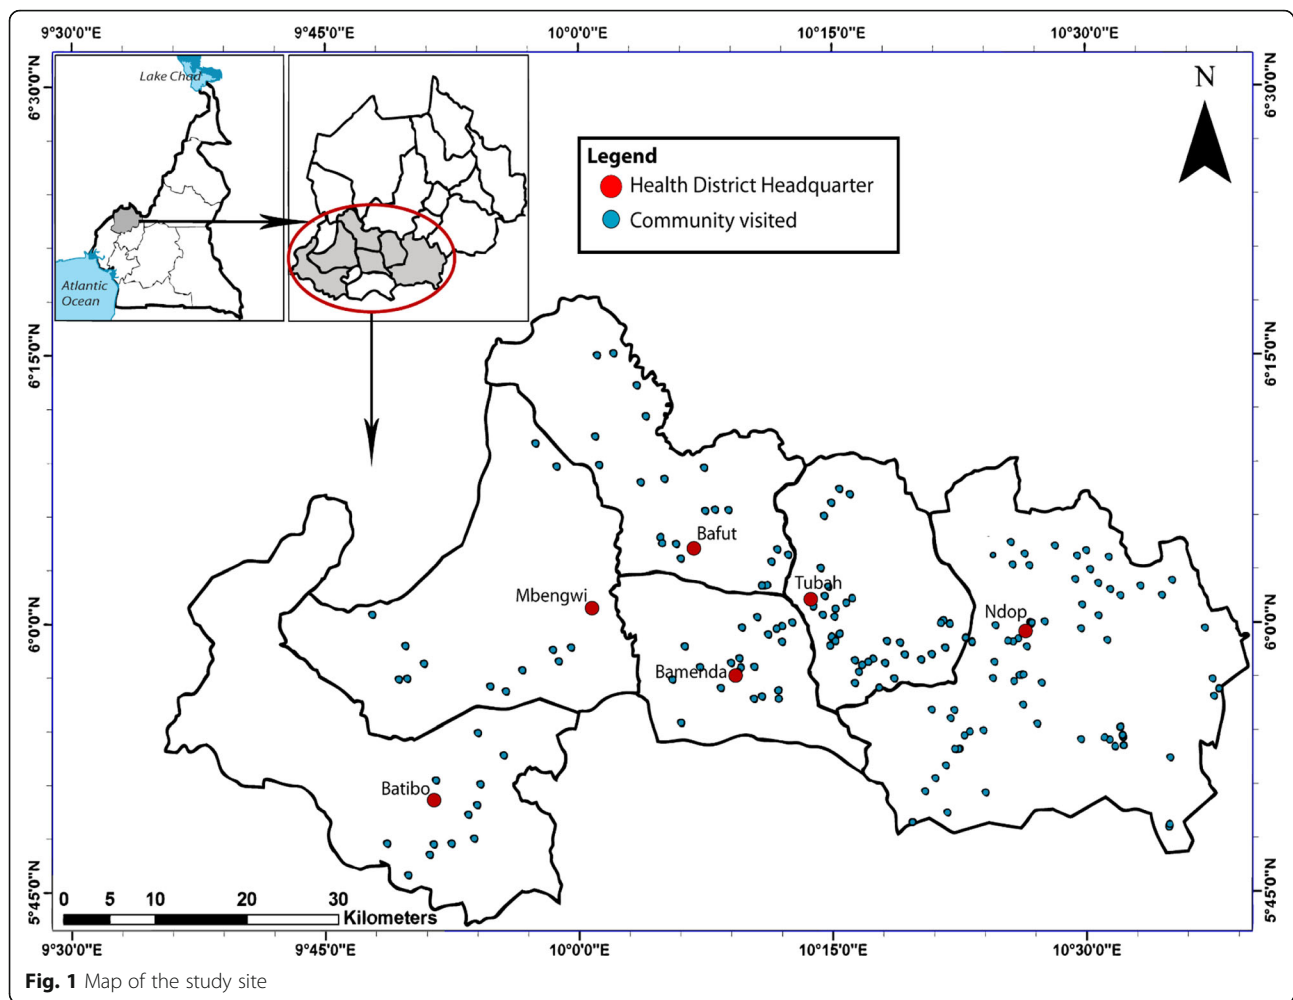 9°30'0"E 9°45'0"E 10°0'0"E 10°15'0"E 10°30'0"E
6°30'0"N
6°30'0"N
Lake Chad
Atlantic
Ocean
N
Legend
Health District Headquarter
Community visited
6°15'0"N
6°15'0"N
Bafut
Tubah
Mbengwi
Ndop
6°0'0"N
6°0'0"N
Bamenda
Batibo
5°45'0"N
5°45'0"N
0 5 10 20 30
Kilometers
9°30'0"E 9°45'0"E 10°0'0"E 10°15'0"E 10°30'0"E
Fig. 1 Map of the study site